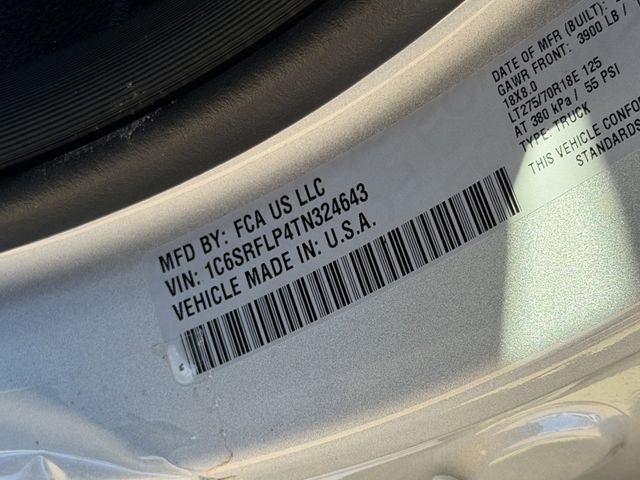 MFD BY: FCA US LLC
VIN: 1C6SRFLP4TN324643
VEHICLE MADE IN: U.S.A.
DATE OF MFR (BUILT):
GAWR FRONT: 3900 LB /
18X8.0
LT275/70R18E 125
AT 380 kPa / 55 PSI
TYPE: TRUCK
THIS VEHICLE
STANDARDS